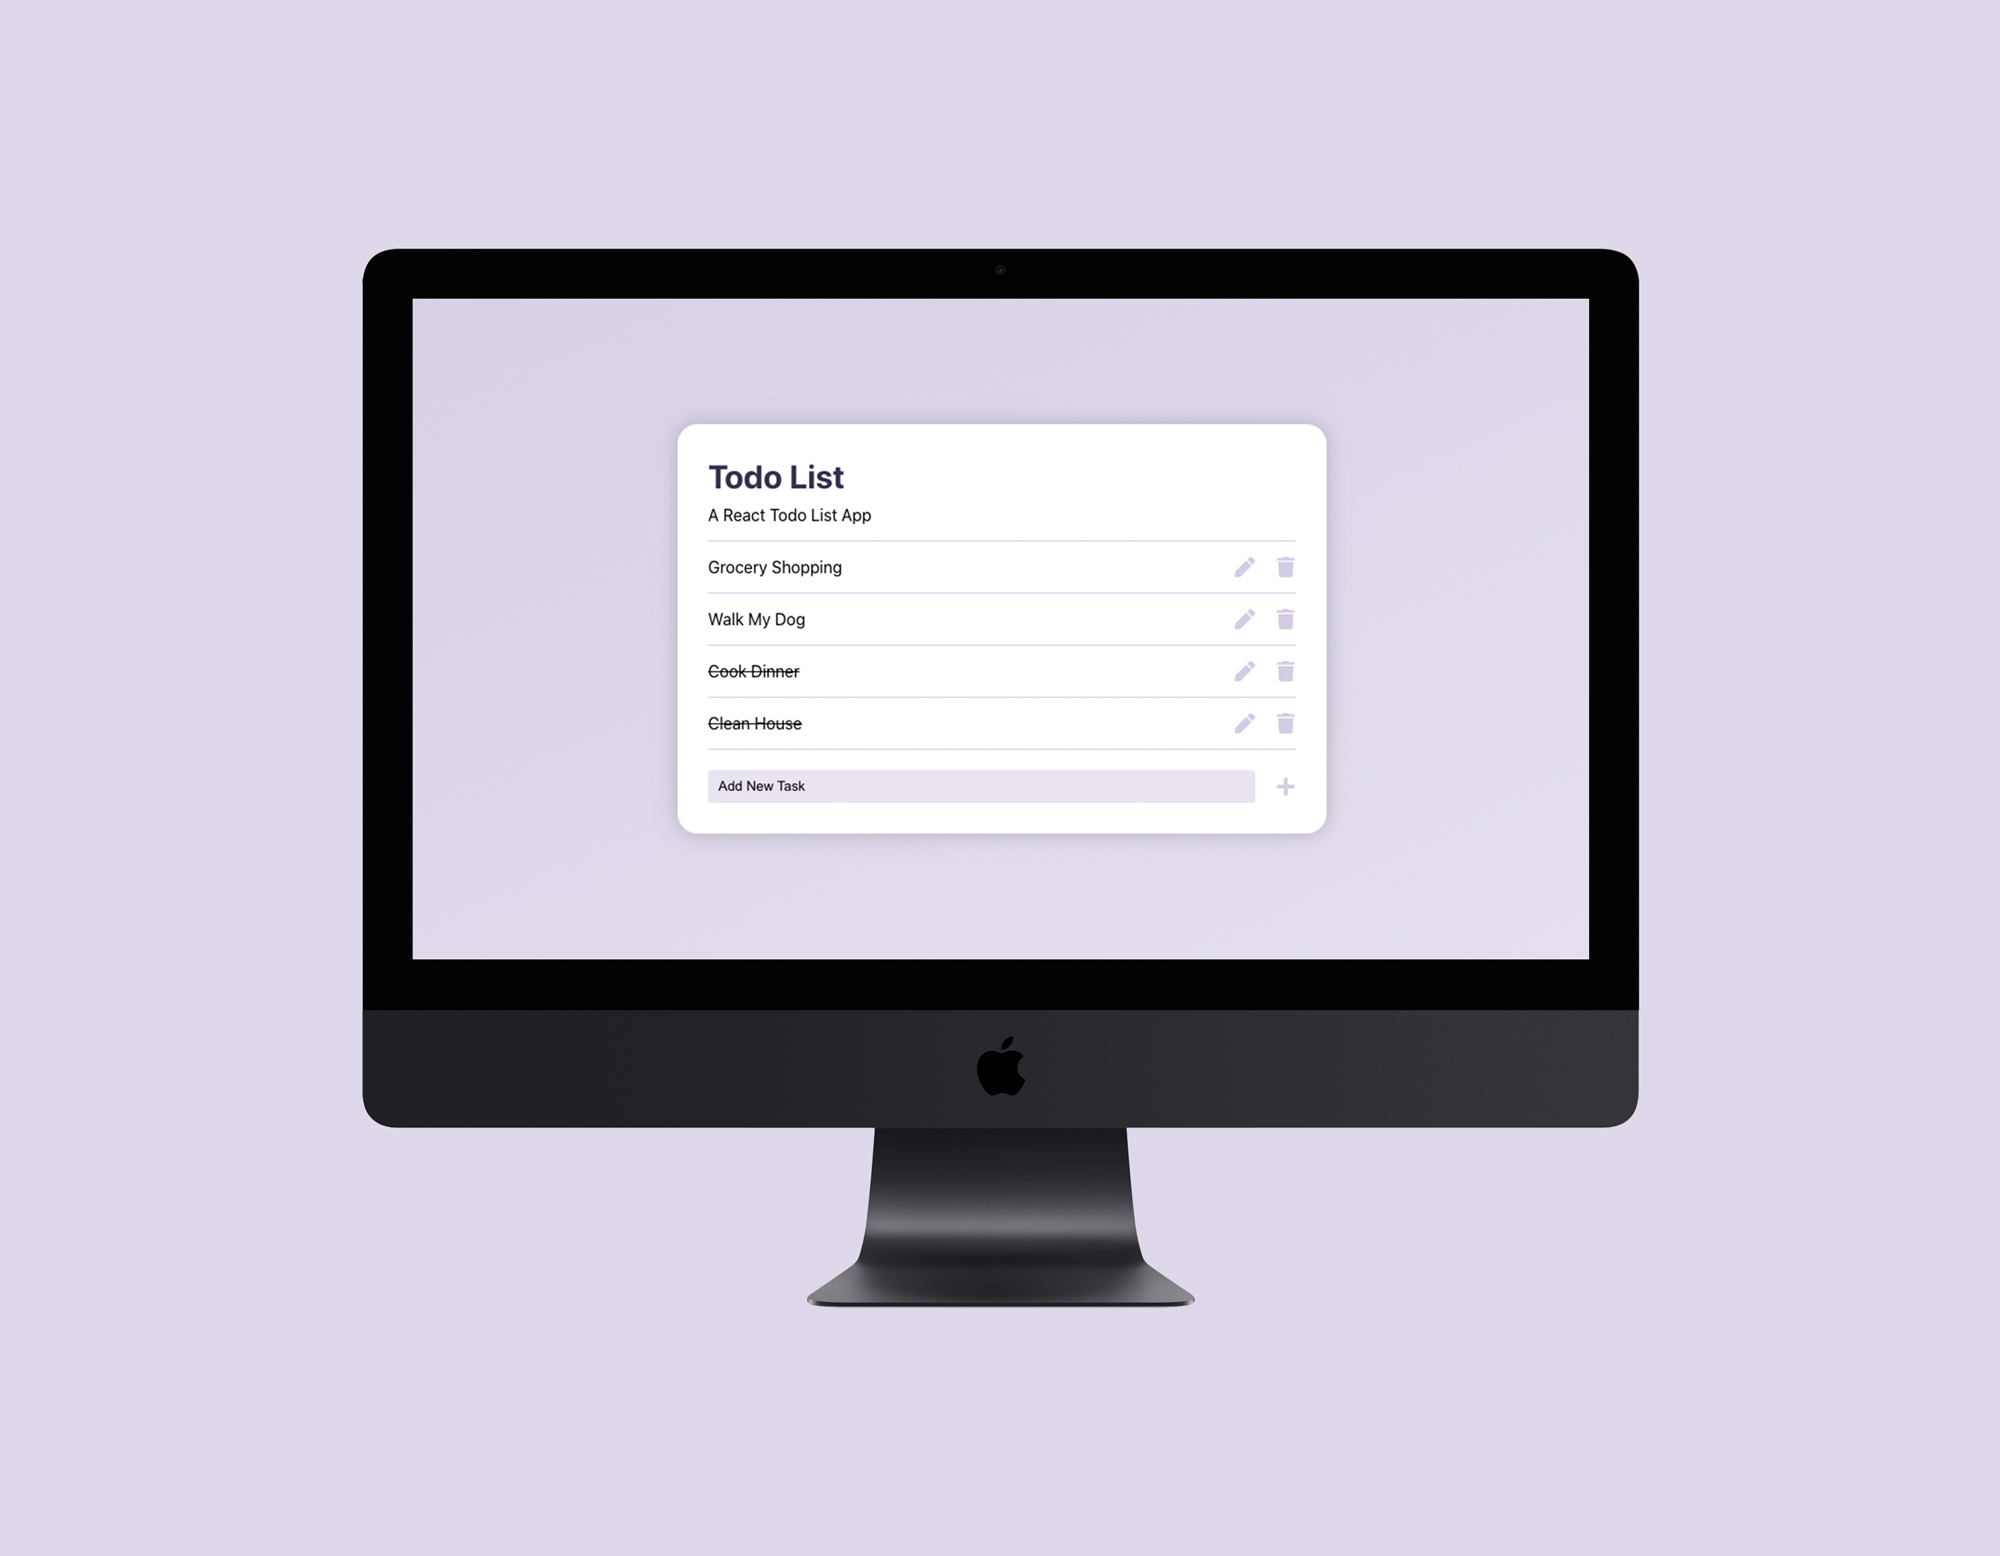 Todo List
A React Todo List App
Grocery Shopping
Walk My Dog
Cook Dinner
Clean House
Add New Task